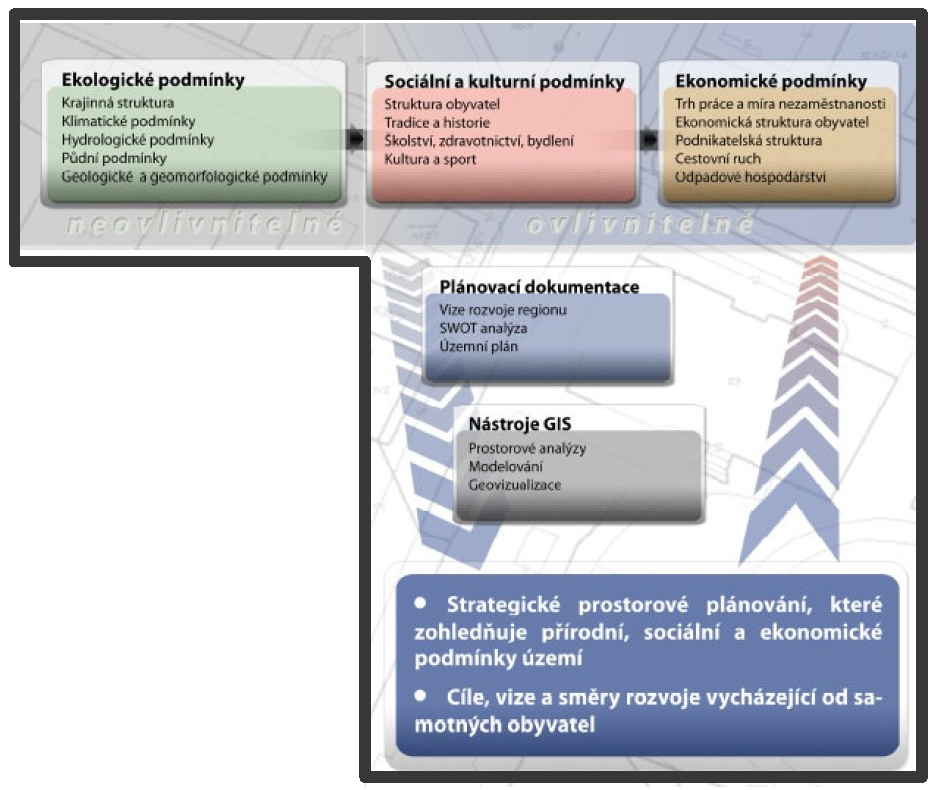 Ekologické podmínky
Krajinná struktura
Klimatické podmínky
Hydrologické podmínky
Půdní podmínky
Geologické a geomorfologické podmínky
Sociální a kulturní podmínky
Struktura obyvatel
Tradice a historie
Školství, zdravotnictví, bydlení
Kultura a sport
Ekonomické podmínky
Trh práce a míra nezaměstnanosti
Ekonomická struktura obyvatel
Podnikatelská struktura
Cestovní ruch
Odpadové hospodářství
neovlivnitelné
ovlivnitelné
Plánovací dokumentace
Vize rozvoje regionu
SWOT analýza
Územní plán
Nástroje GIS
Prostorové analýzy
Modelování
Geovizualizace
• Strategické prostorové plánování, které
zohledňuje přírodní, sociální a ekonomické
podmínky území
• Cíle, vize a směry rozvoje vycházející od sa-
motných obyvatel